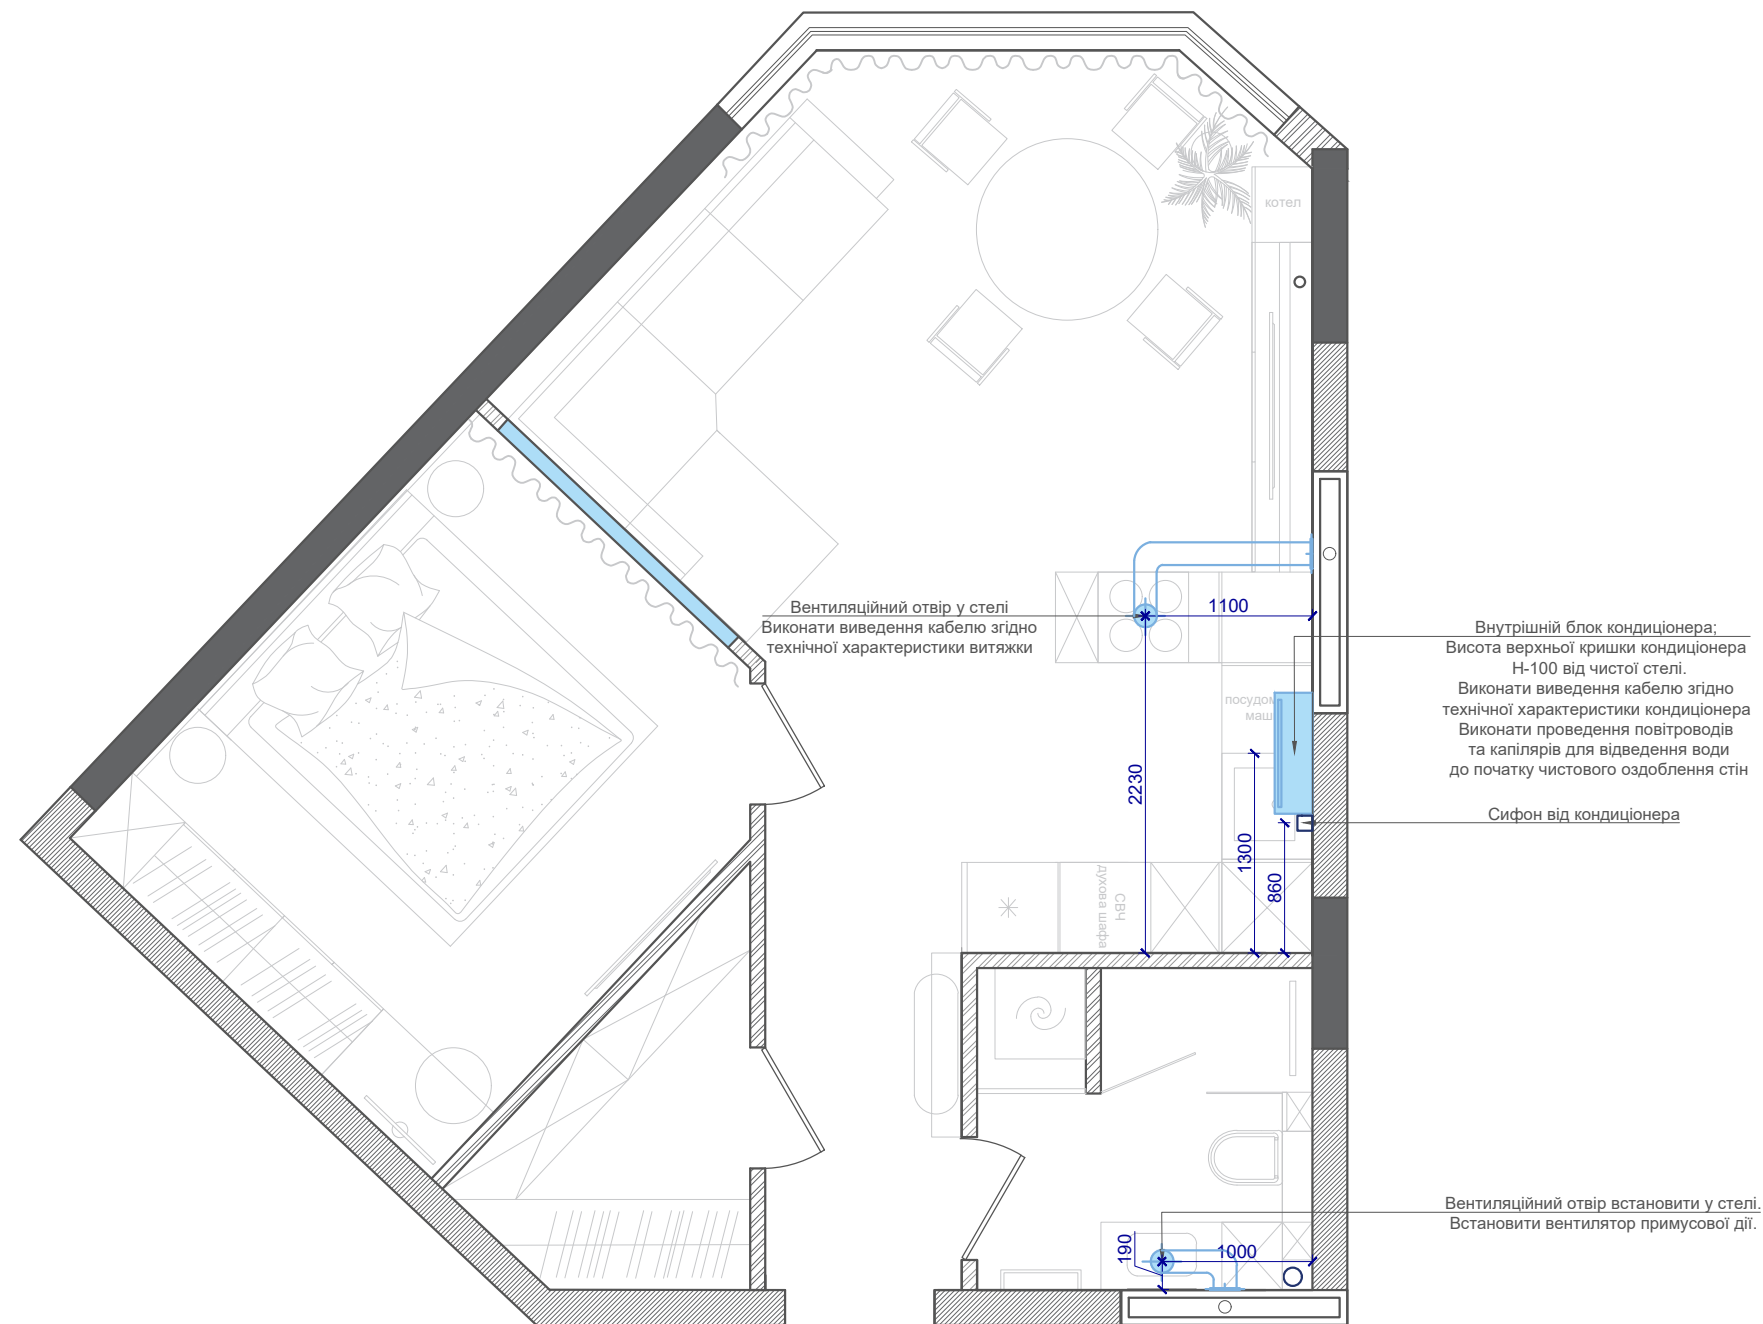 котел
Вентиляційний отвір у стелі
Виконати виведення кабелю згідно
технічної характеристики витяжки
1100
Внутрішній блок кондиціонера;
Висота верхньої кришки кондиціонера
Н-100 від чистої стелі.
Виконати виведення кабелю згідно
технічної характеристики кондиціонера
Виконати проведення повітроводів
та капілярів для відведення води
до початку чистового оздоблення стін
посудом
маш
2230
Сифон від кондиціонера
1300
860
СВЧ
духова шафа
Вентиляційний отвір встановити у стелі.
Встановити вентилятор примусової дії.
190
1000